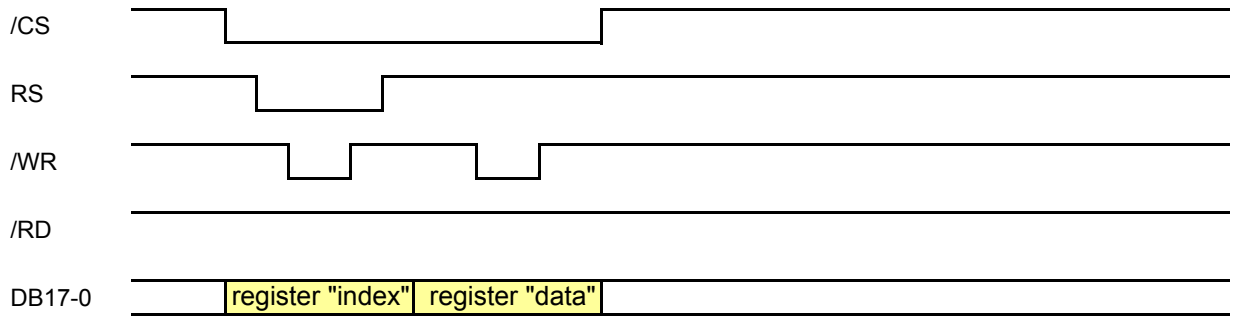 /CS
RS
/WR
/RD
DB17-0 register "index" register "data"